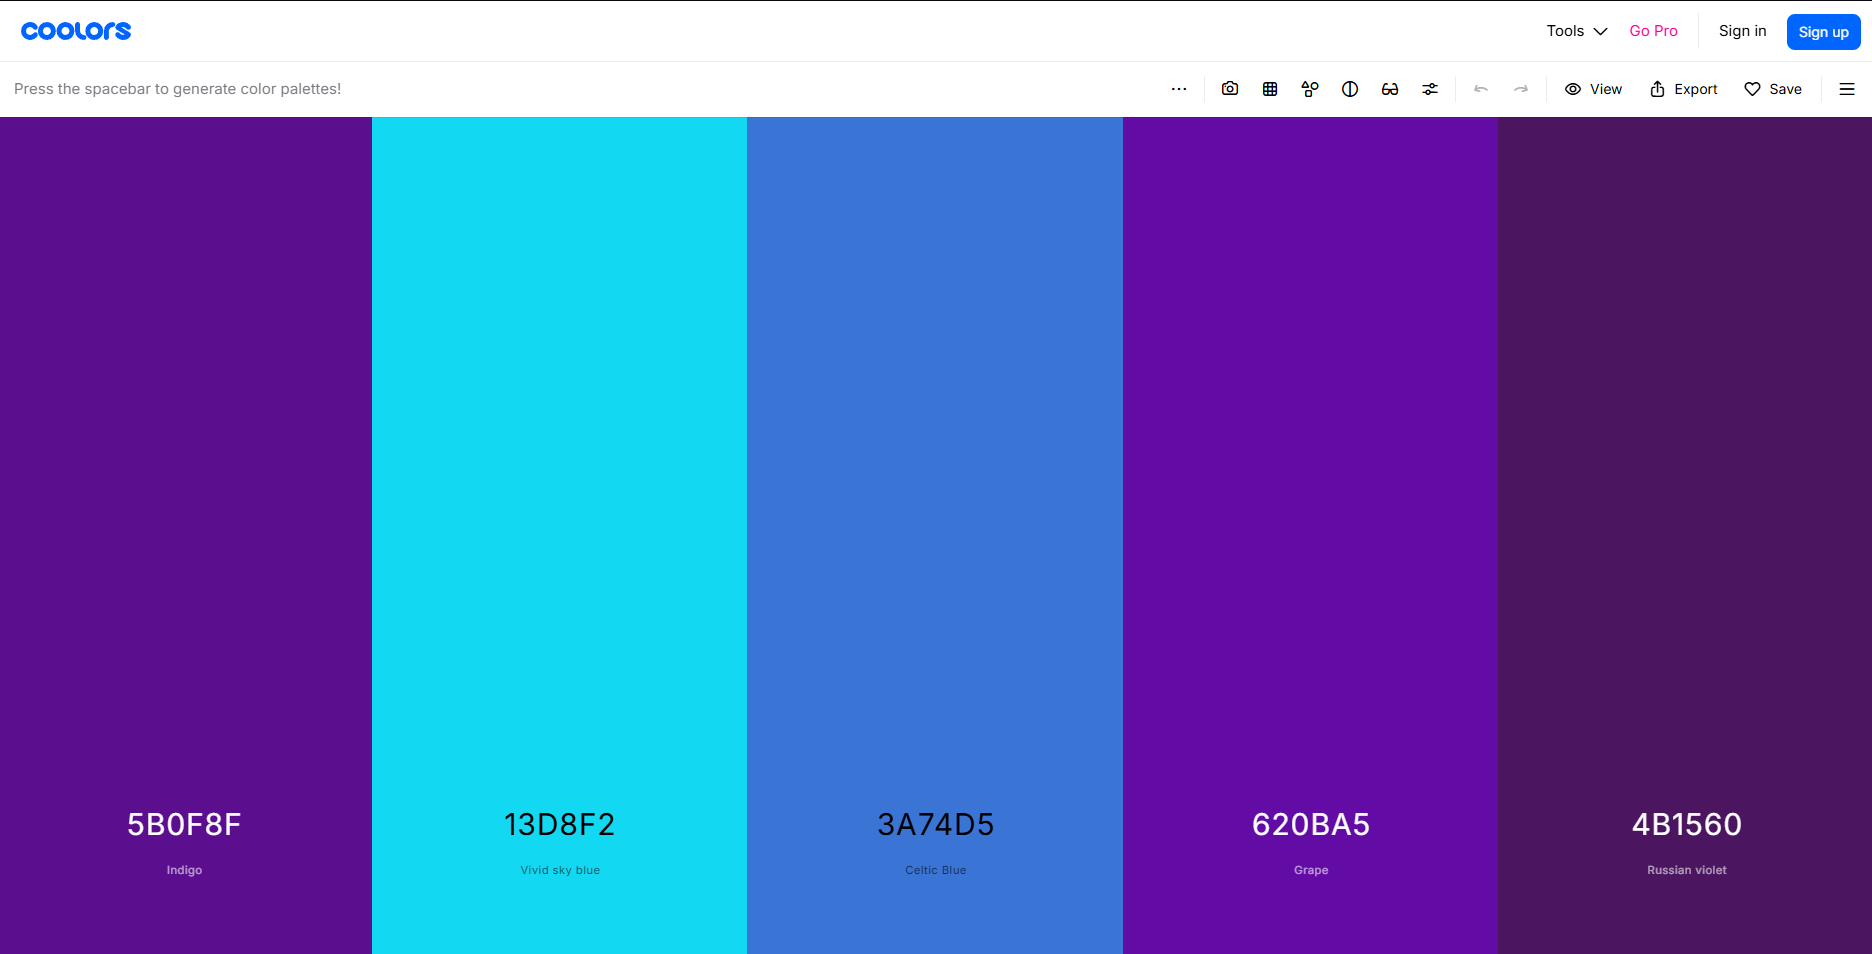 coolors
Tools Go Pro Sign in Sign up
Press the spacebar to generate color palettes!
View Export Save
5B0F8F 13D8F2 3A74D5 620BA5 4B1560
Indigo Vivid sky blue Celtic Blue Grape Russian violet